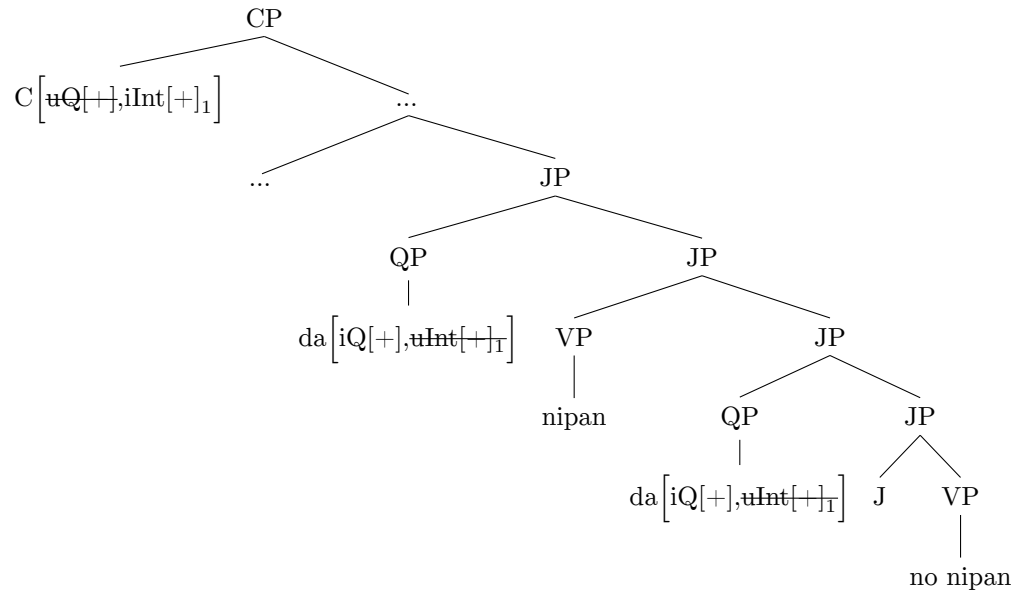 CP
C[uQ[+],iInt[+]₁]
...
...
JP
QP
JP
da[iQ[+],uInt[+]₁]
VP
JP
nipan
QP
JP
da[iQ[+],uInt[+]₁]
J
VP
no nipan